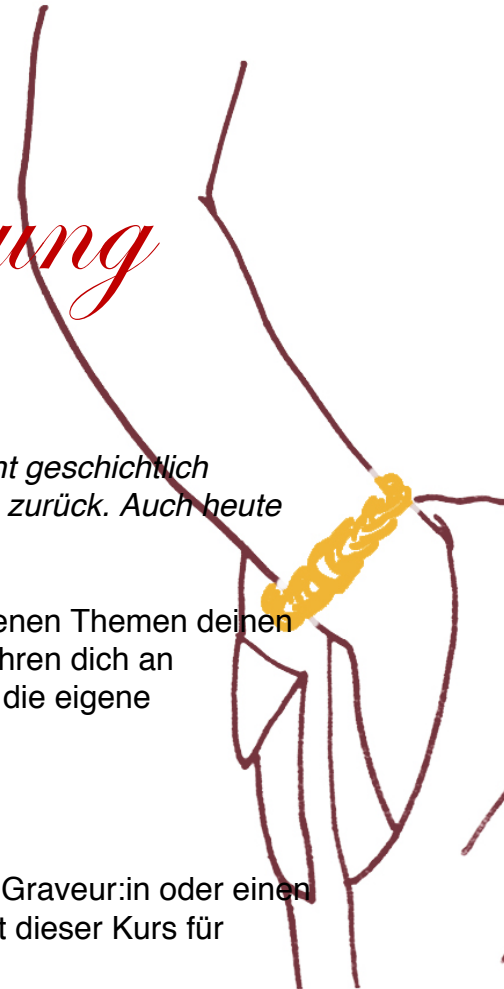 ung
nt geschichtlich
zurück. Auch heute
enen Themen deinen
hren dich an
die eigene
Graveur:in oder einen
t dieser Kurs für